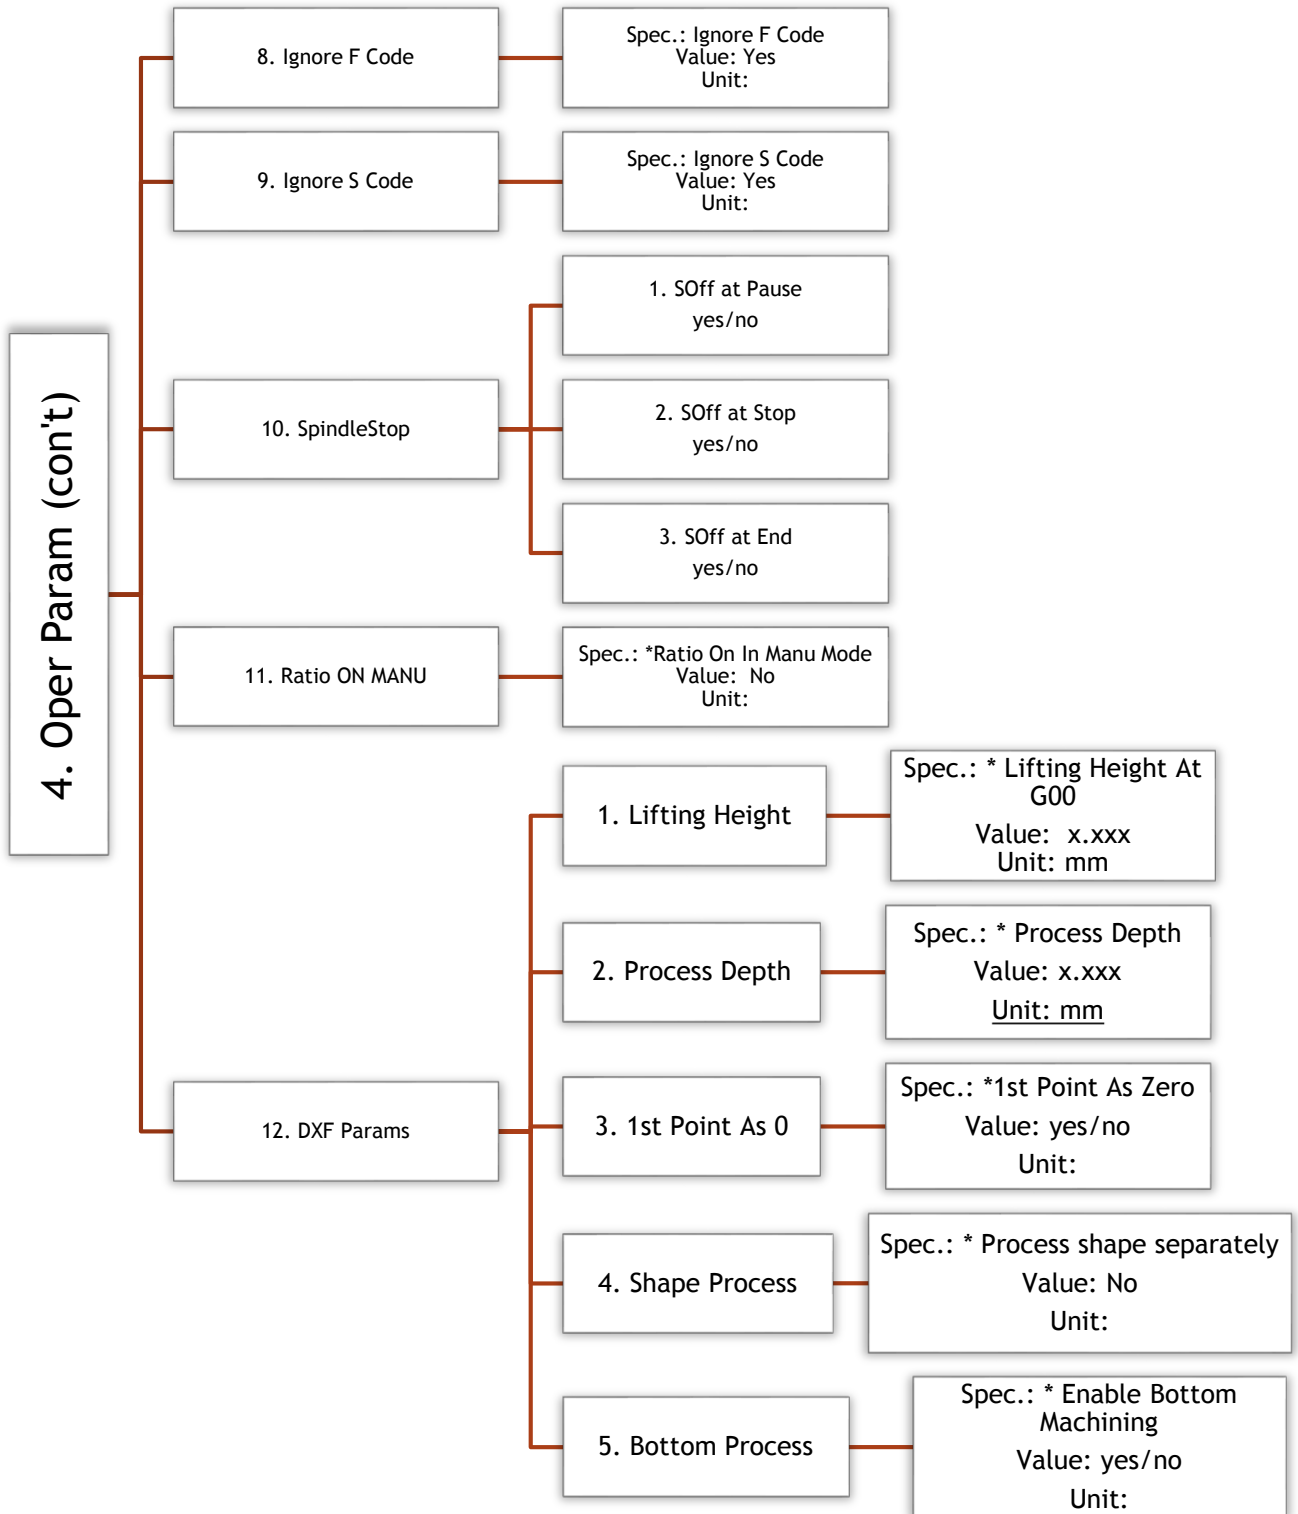 4. Oper Param (con't)
8. Ignore F Code
Spec.: Ignore F Code
Value: Yes
Unit:
9. Ignore S Code
Spec.: Ignore S Code
Value: Yes
Unit:
10. SpindleStop
1. SOff at Pause
yes/no
2. SOff at Stop
yes/no
3. SOff at End
yes/no
11. Ratio ON MANU
Spec.: *Ratio On In Manu Mode
Value: No
Unit:
12. DXF Params
1. Lifting Height
Spec.: * Lifting Height At
G00
Value: x.xxx
Unit: mm
2. Process Depth
Spec.: * Process Depth
Value: x.xxx
Unit: mm
3. 1st Point As 0
Spec.: *1st Point As Zero
Value: yes/no
Unit:
4. Shape Process
Spec.: * Process shape separately
Value: No
Unit:
5. Bottom Process
Spec.: * Enable Bottom
Machining
Value: yes/no
Unit: